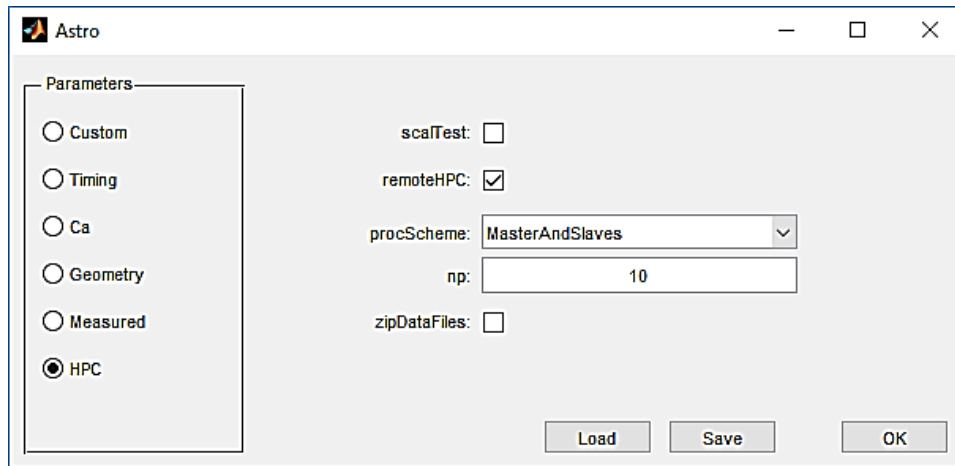 Astro
Parameters
Custom
Timing
Ca
Geometry
Measured
HPC
scalTest:
remoteHPC:
procScheme: MasterAndSlaves
np: 10
zipDataFiles:
Load Save OK